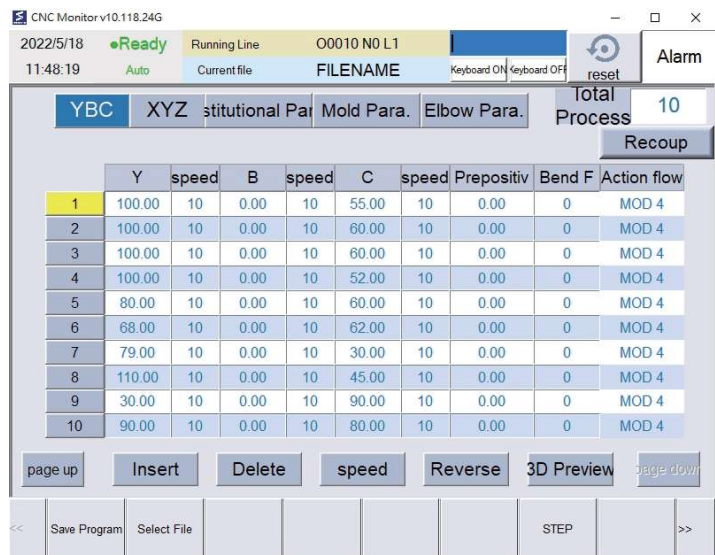 CNC Monitor v10.118.24G
2022/5/18 ●Ready Running Line O0010 N0 L1
11:48:19 Auto Current file FILENAME Keyboard ON Keyboard OFF reset Alarm
YBC XYZ stitutional Par Mold Para. Elbow Para. Total Process 10
Recoup
Y speed B speed C speed Prepositiv Bend F Action flow
1 100.00 10 0.00 10 55.00 10 0.00 0 MOD 4
2 100.00 10 0.00 10 60.00 10 0.00 0 MOD 4
3 100.00 10 0.00 10 60.00 10 0.00 0 MOD 4
4 100.00 10 0.00 10 52.00 10 0.00 0 MOD 4
5 80.00 10 0.00 10 60.00 10 0.00 0 MOD 4
6 68.00 10 0.00 10 62.00 10 0.00 0 MOD 4
7 79.00 10 0.00 10 30.00 10 0.00 0 MOD 4
8 110.00 10 0.00 10 45.00 10 0.00 0 MOD 4
9 30.00 10 0.00 10 90.00 10 0.00 0 MOD 4
10 90.00 10 0.00 10 80.00 10 0.00 0 MOD 4
page up Insert Delete speed Reverse 3D Preview page down
<< Save Program Select File STEP >>